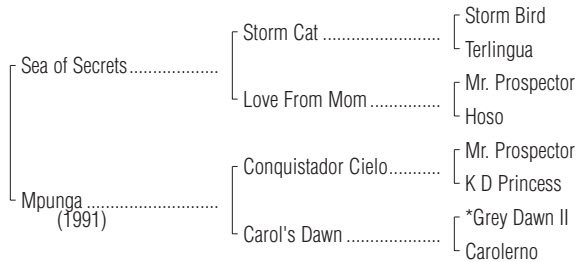 Storm Bird
Storm Cat ........................
Terlingua
Sea of Secrets..................
Mr. Prospector
Love From Mom ..............
Hoso
Mr. Prospector
Conquistador Cielo..........
K D Princess
Mpunga ..........................
(1991)
*Grey Dawn II
Carol's Dawn ...................
Carolerno